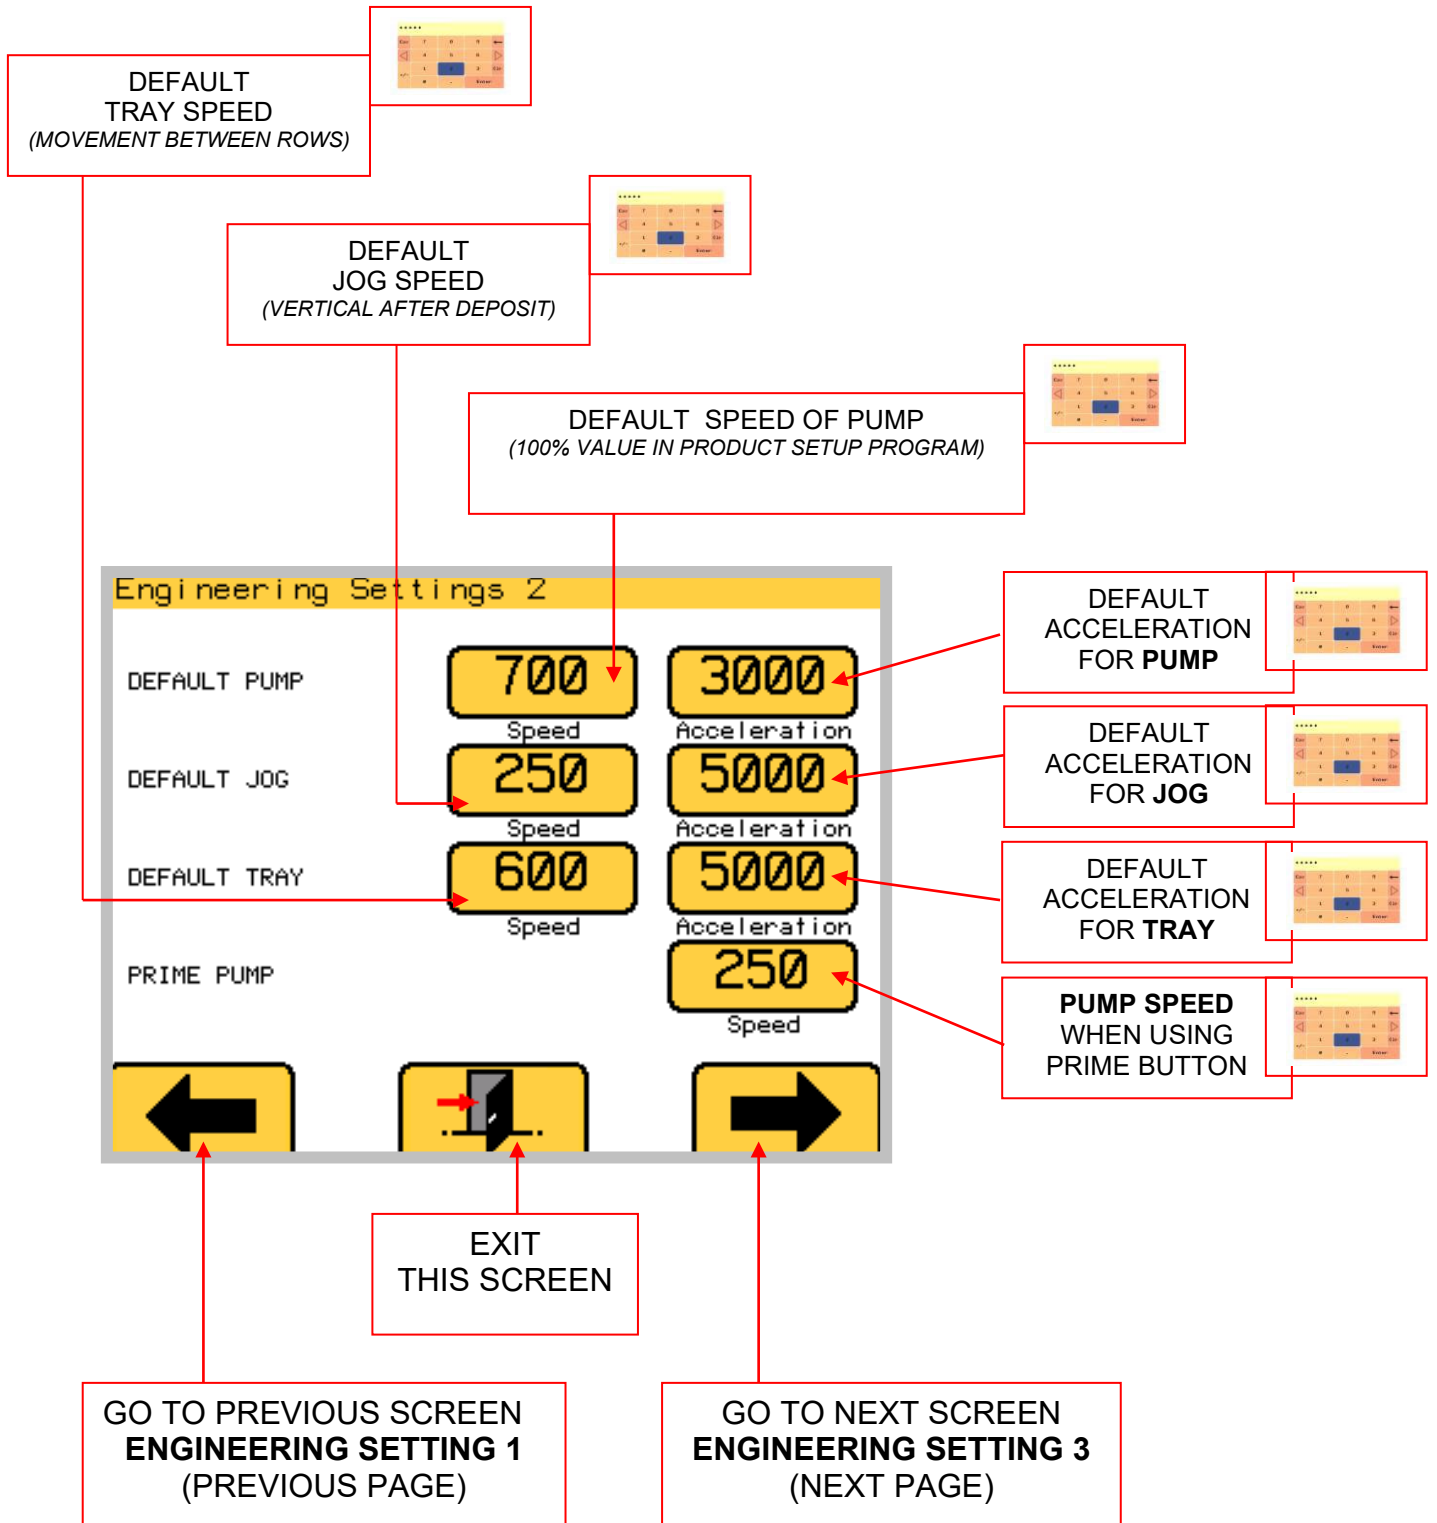 DEFAULT
TRAY SPEED
(MOVEMENT BETWEEN ROWS)
DEFAULT
JOG SPEED
(VERTICAL AFTER DEPOSIT)
DEFAULT SPEED OF PUMP
(100% VALUE IN PRODUCT SETUP PROGRAM)
Engineering Settings 2
DEFAULT PUMP
700
Speed
3000
Acceleration
DEFAULT JOG
250
Speed
5000
Acceleration
DEFAULT TRAY
600
Speed
5000
Acceleration
PRIME PUMP
250
Speed
DEFAULT
ACCELERATION
FOR PUMP
DEFAULT
ACCELERATION
FOR JOG
DEFAULT
ACCELERATION
FOR TRAY
PUMP SPEED
WHEN USING
PRIME BUTTON
EXIT
THIS SCREEN
GO TO PREVIOUS SCREEN
ENGINEERING SETTING 1
(PREVIOUS PAGE)
GO TO NEXT SCREEN
ENGINEERING SETTING 3
(NEXT PAGE)